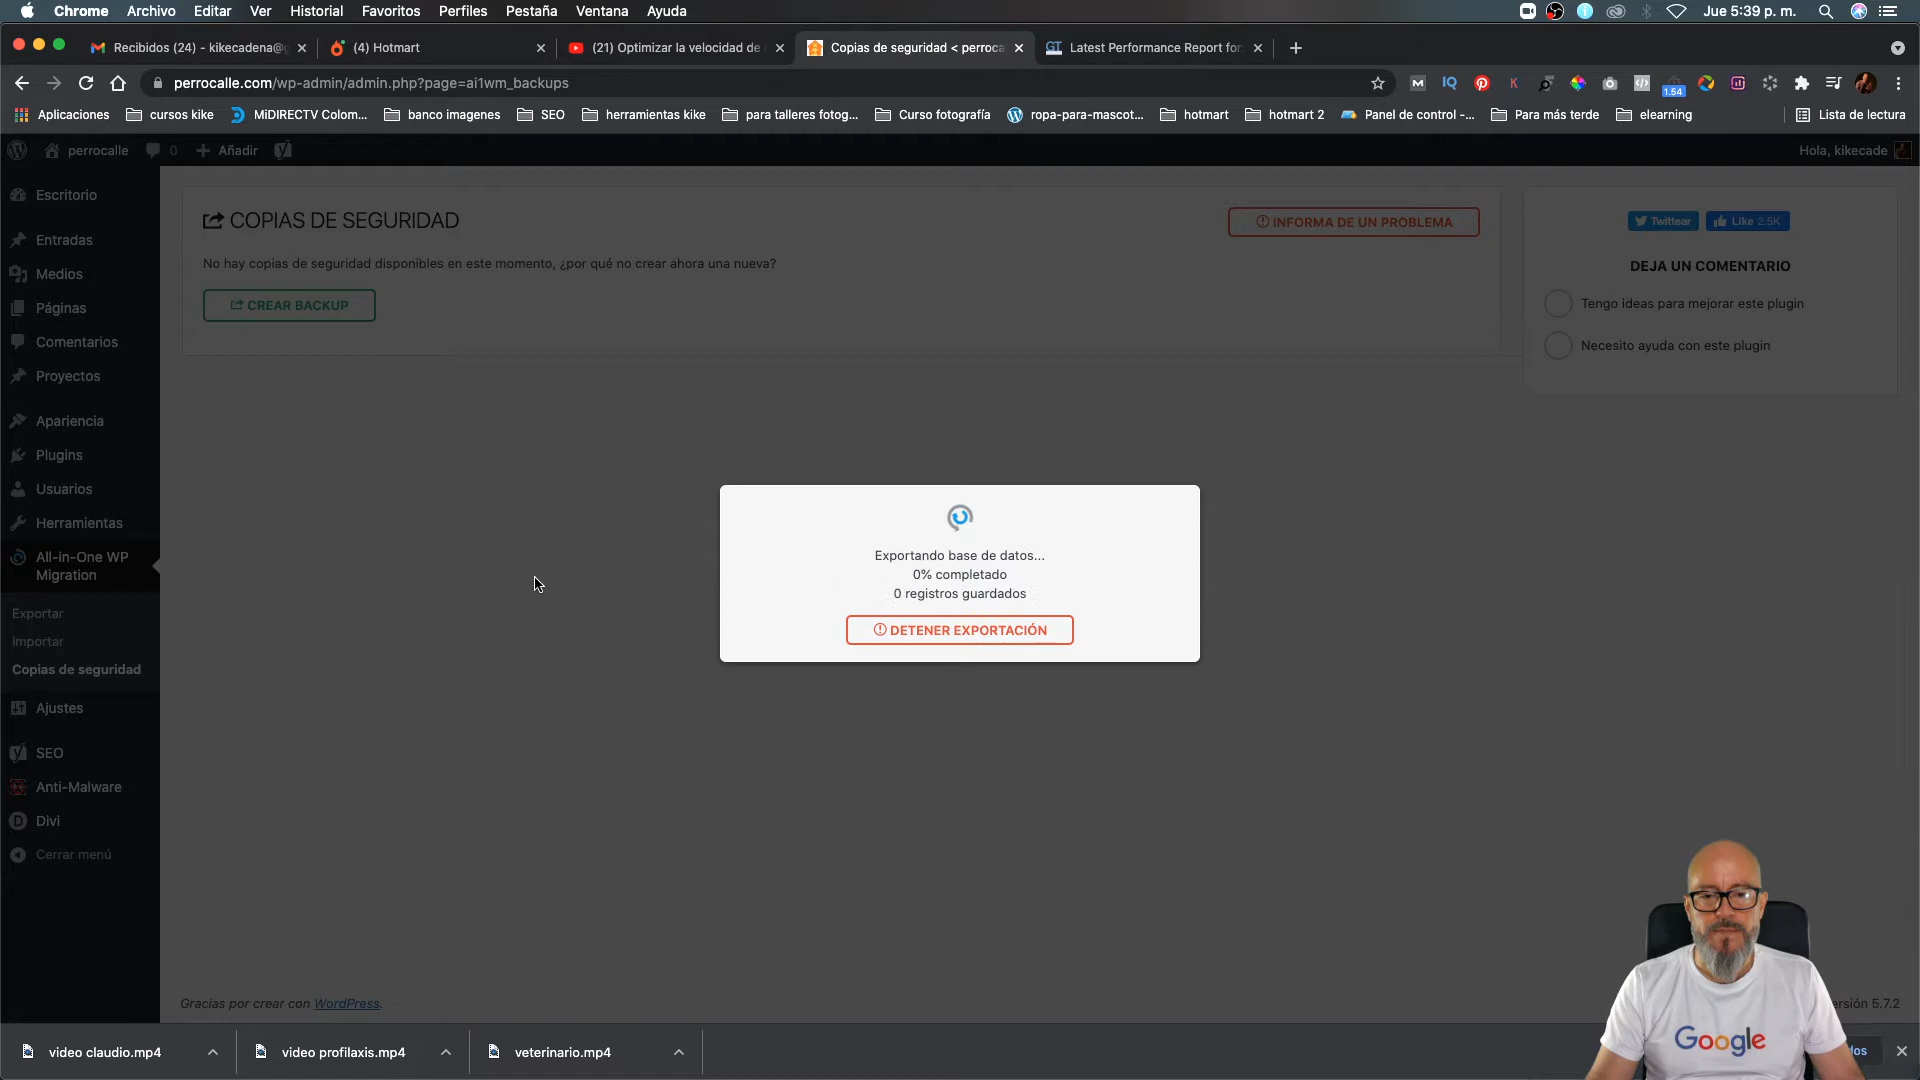 Chrome Archivo Editar Ver Historial Favoritos Perfiles Pestaña Ventana Ayuda Jue 5:39 p. m.
Recibidos (24) - kikecadena@g (4) Hotmart (21) Optimizar la velocidad de Copias de seguridad < perroca GT Latest Performance Report for
perrocalle.com/wp-admin/admin.php?page=ai1wm_backups IQ 1.54
Aplicaciones cursos kike MiDIRECTV Colom... banco imagenes SEO herramientas kike para talleres fotog... Curso fotografía ropa-para-mascot... hotmart hotmart 2 Panel de control -... Para más terde elearning Lista de lectura
perrocalle 0 Añadir Hola, kikecade
Escritorio
Entradas
Medios
Páginas
Comentarios
Proyectos
Apariencia
Plugins
Usuarios
Herramientas
All-in-One WP
Migration
Exportar
Importar
Copias de seguridad
Ajustes
SEO
Anti-Malware
Divi
Cerrar menú
COPIAS DE SEGURIDAD
INFORMA DE UN PROBLEMA
No hay copias de seguridad disponibles en este momento, ¿por qué no crear ahora una nueva?
CREAR BACKUP
Twittear Like 2.5K
DEJA UN COMENTARIO
Tengo ideas para mejorar este plugin
Necesito ayuda con este plugin
Exportando base de datos...
0% completado
0 registros guardados
DETENER EXPORTACIÓN
Gracias por crear con WordPress.
ersión 5.7.2
Google
video claudio.mp4 video profilaxis.mp4 veterinario.mp4